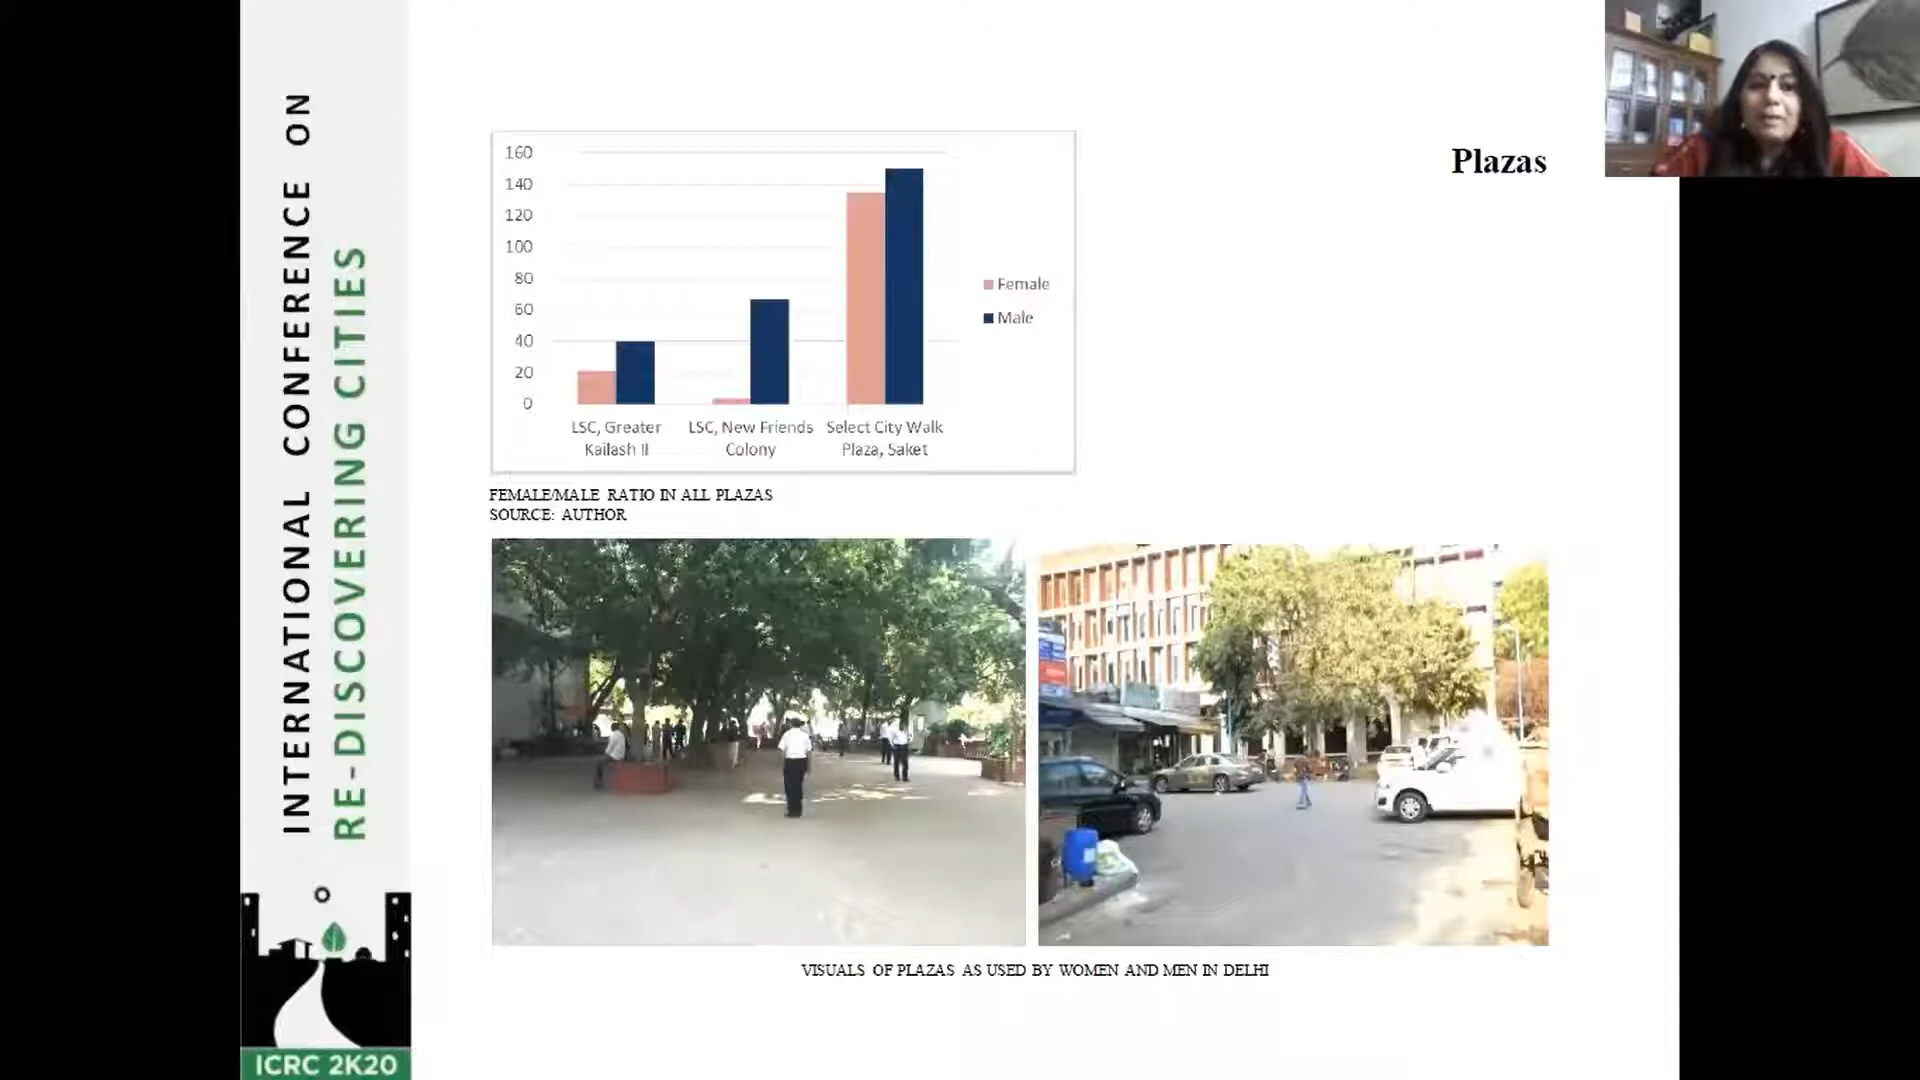 INTERNATIONAL CONFERENCE ON
RE-DISCOVERING CITIES
ICRC 2K20
Plazas
160
140
120
100
80
60
40
20
0
LSC, Greater
Kailash II
LSC, New Friends
Colony
Select City Walk
Plaza, Saket
Female
Male
FEMALE/MALE RATIO IN ALL PLAZAS
SOURCE: AUTHOR
VISUALS OF PLAZAS AS USED BY WOMEN AND MEN IN DELHI